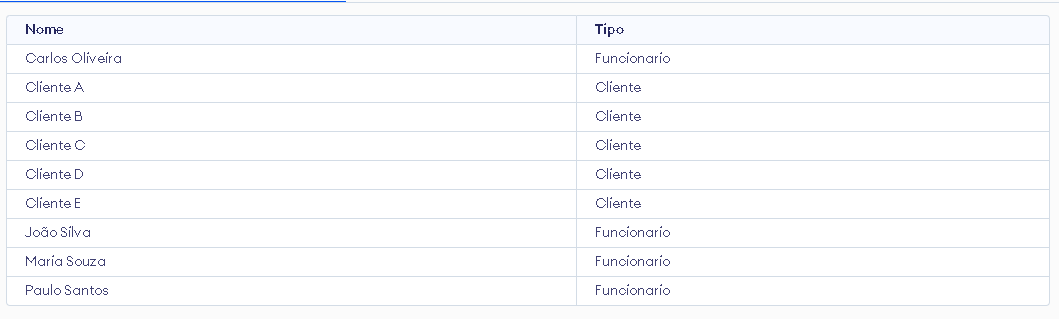 Nome Tipo
Carlos Oliveira Funcionario
Cliente A Cliente
Cliente B Cliente
Cliente C Cliente
Cliente D Cliente
Cliente E Cliente
João Silva Funcionario
Maria Souza Funcionario
Paulo Santos Funcionario